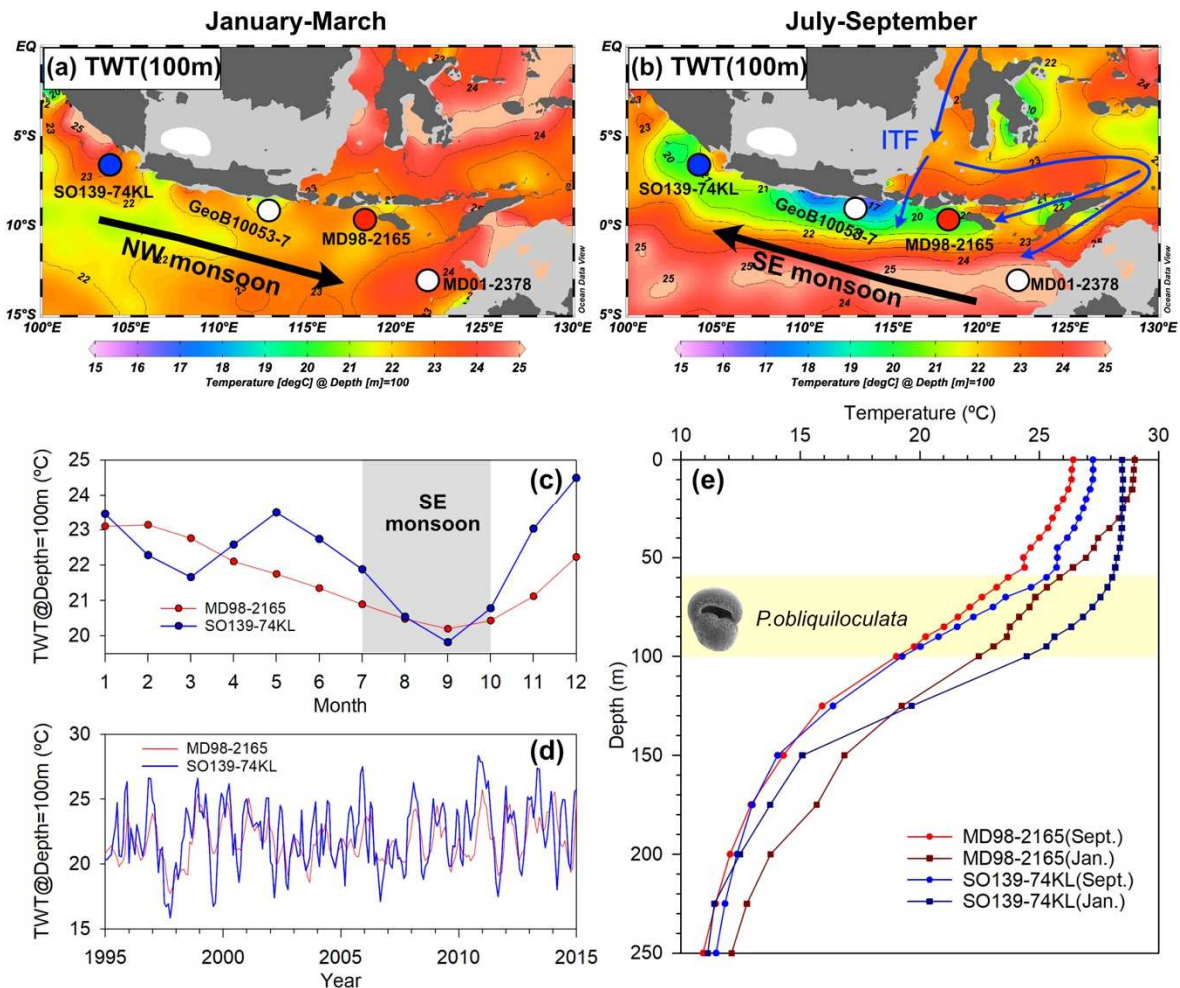 January-March
July-September
(a) TWT(100m)
(b) TWT(100m)
EQ
5°S
10°S
15°S
100°E
105°E
110°E
115°E
120°E
125°E
130°E
SO139-74KL
GeoB10053-7
MD98-2165
MD01-2378
NW monsoon
Ocean Data View
15 16 17 18 19 20 21 22 23 24 25
Temperature [degC] @ Depth [m]=100
EQ
5°S
10°S
15°S
100°E
105°E
110°E
115°E
120°E
125°E
130°E
ITF
SO139-74KL
GeoB10053-7
MD98-2165
MD01-2378
SE monsoon
Ocean Data View
15 16 17 18 19 20 21 22 23 24 25
Temperature [degC] @ Depth [m]=100
(c)
TWT@Depth=100m (ºC)
25
24
23
22
21
20
SE
monsoon
MD98-2165
SO139-74KL
1 2 3 4 5 6 7 8 9 10 11 12
Month
(d)
TWT@Depth=100m (ºC)
30
25
20
15
MD98-2165
SO139-74KL
1995 2000 2005 2010 2015
Year
Temperature (ºC)
10 14 18 22 26 30
(e)
Depth (m)
0
50
100
150
200
250
P.obliquiloculata
MD98-2165(Sept.)
MD98-2165(Jan.)
SO139-74KL(Sept.)
SO139-74KL(Jan.)